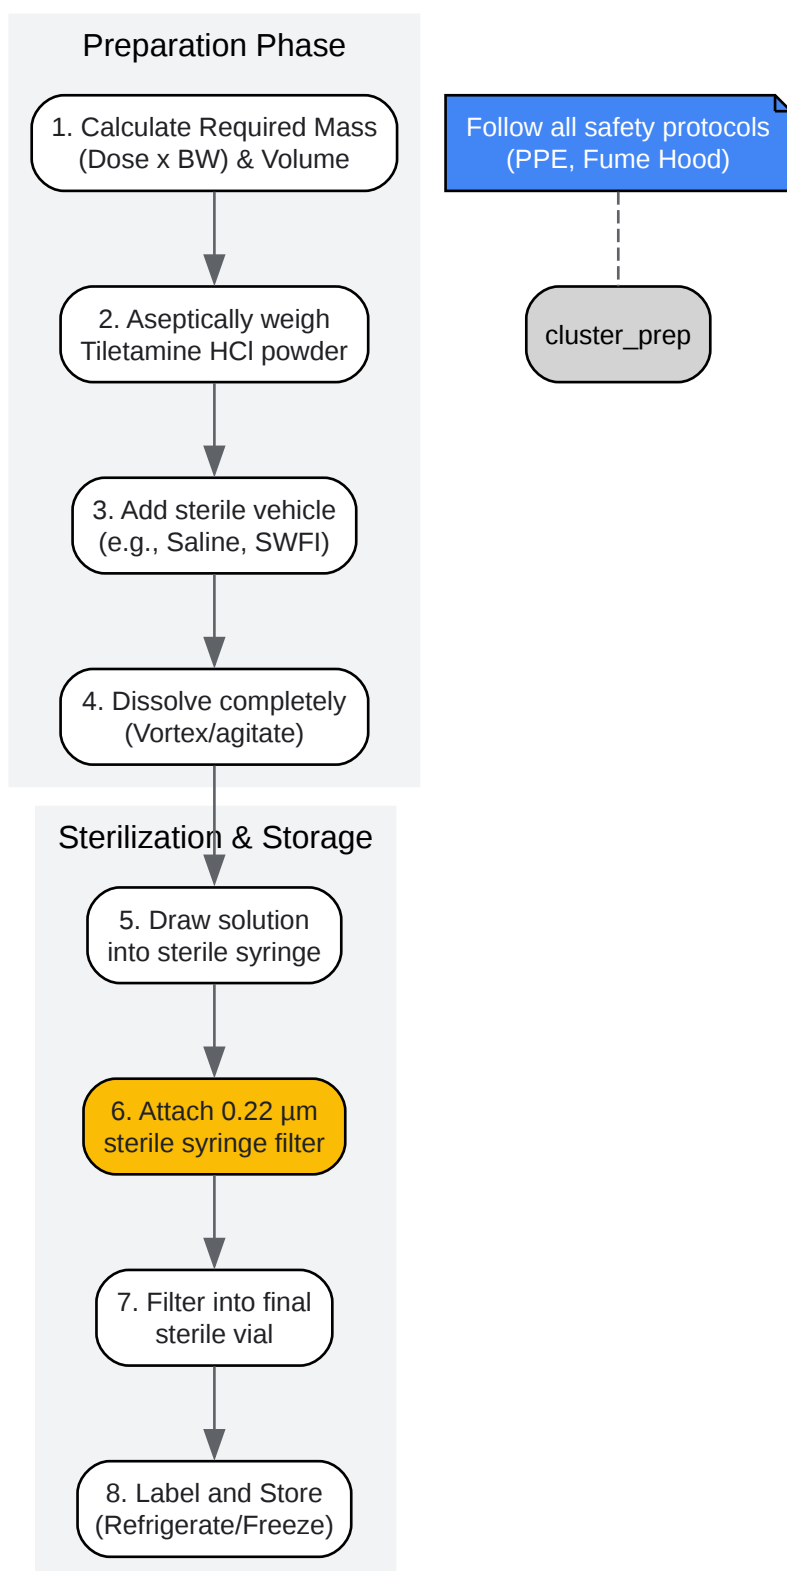 Preparation Phase
1. Calculate Required Mass
(Dose x BW) & Volume
Follow all safety protocols
(PPE, Fume Hood)
2. Aseptically weigh
Tiletamine HCl powder
cluster_prep
3. Add sterile vehicle
(e.g., Saline, SWFI)
4. Dissolve completely
(Vortex/agitate)
Sterilization & Storage
5. Draw solution
into sterile syringe
6. Attach 0.22 µm
sterile syringe filter
7. Filter into final
sterile vial
8. Label and Store
(Refrigerate/Freeze)